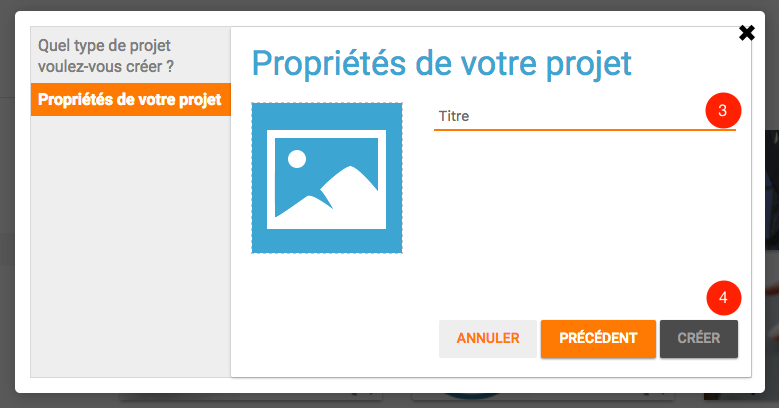 Quel type de projet
voulez-vous créer ?
Propriétés de votre projet
Propriétés de votre projet
Titre
3
4
ANNULER
PRÉCÉDENT
CRÉER